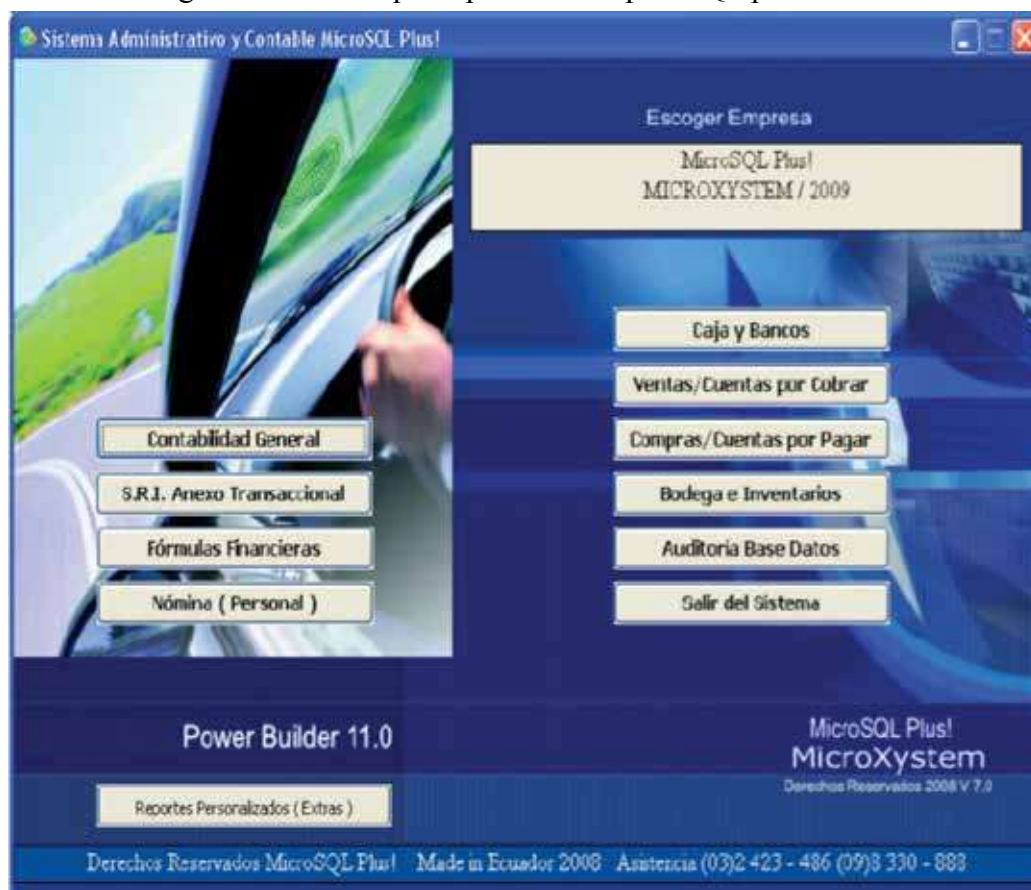 Sistema Administrativo y Contable MicroSQL Plus!
Escoger Empresa
MicroSQL Plus!
MICROXYSTEM / 2009
Caja y Bancos
Ventas/Cuentas por Cobrar
Compras/Cuentas por Pagar
Bodega e Inventarios
Auditoria Base Datos
Salir del Sistema
Contabilidad General
S.R.I. Anexo Transaccional
Fórmulas Financieras
Nómina ( Personal )
Power Builder 11.0
MicroSQL Plus!
MicroXystem
Derechos Reservados 2008 V 7.0
Reportes Personalizados ( Extras )
Derechos Reservados MicroSQL Plus! Made in Ecuador 2008 Asistencia (03)2 423 - 486 (09)8 330 - 883